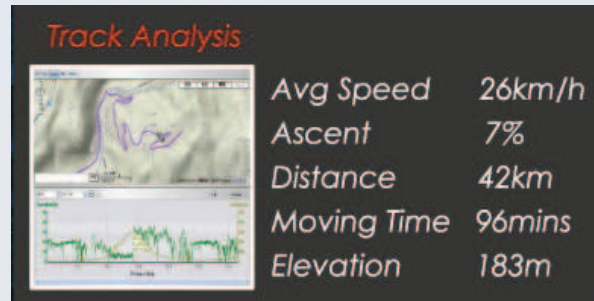 Track Analysis
Avg Speed 26km/h
Ascent 7%
Distance 42km
Moving Time 96mins
Elevation 183m